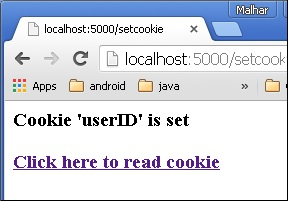 Malhar
localhost:5000/setcookie
localhost:5000/setcook
Apps android java »
Cookie 'userID' is set
Click here to read cookie